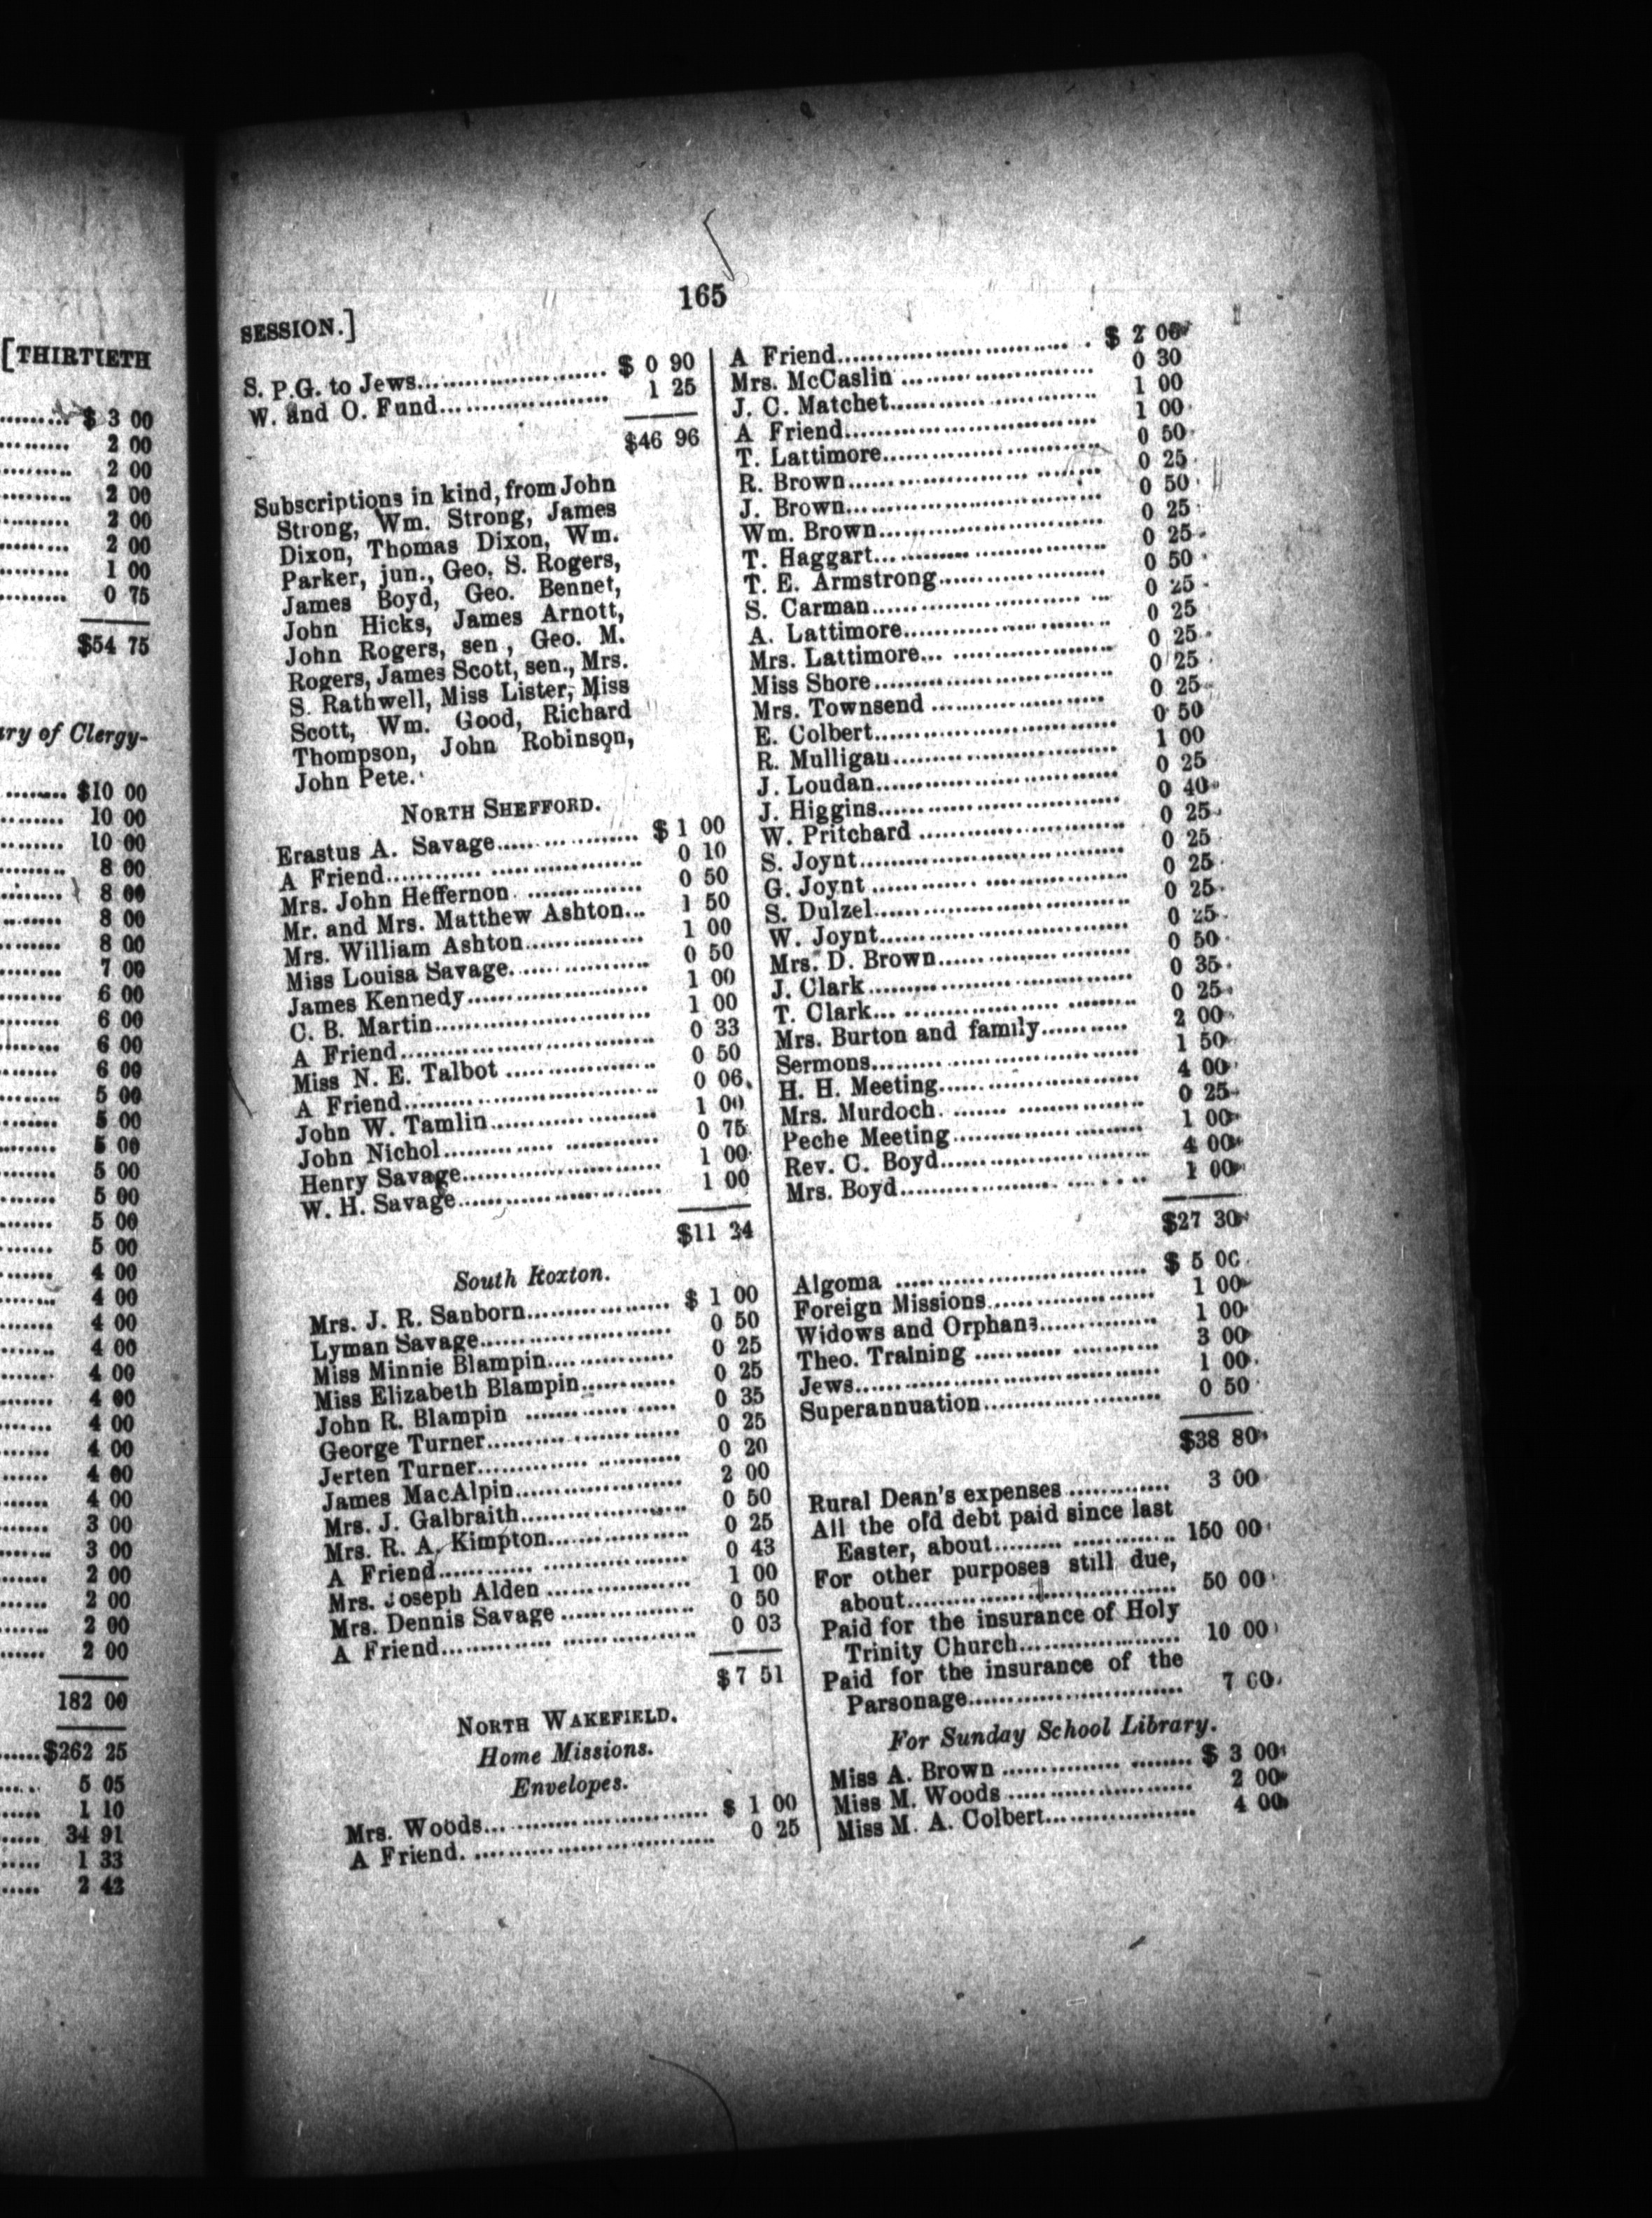 [THIRTIETH
$ 3 00
2 00
2 00
2 00
2 00
2 00
1 00
0 75
$54 75
ry of Clergy-
$10 00
10 00
10 00
8 00
8 00
8 00
8 00
7 00
6 00
6 00
6 00
6 00
5 00
5 00
5 00
5 00
5 00
5 00
5 00
4 00
4 00
4 00
4 00
4 00
4 00
4 00
4 00
4 00
4 00
3 00
3 00
2 00
2 00
2 00
2 00
182 00
$262 25
5 05
1 10
34 91
1 33
2 42
165
SESSION.]
S. P.G. to Jews........................ $ 0 90
W. and O. Fund..................... 1 25
$46 96
Subscriptions in kind, from John
Strong, Wm. Strong, James
Dixon, Thomas Dixon, Wm.
Parker, jun., Geo. S. Rogers,
James Boyd, Geo. Bennet,
John Hicks, James Arnott,
John Rogers, sen, Geo. M.
Rogers, James Scott, sen., Mrs.
S. Rathwell, Miss Lister, Miss
Scott, Wm. Good, Richard
Thompson, John Robinson,
John Pete.
NORTH SHEFFORD.
Erastus A. Savage.................. $ 1 00
A Friend.............................. 0 10
Mrs. John Heffernon ............... 0 50
Mr. and Mrs. Matthew Ashton... 1 50
Mrs. William Ashton............... 1 00
Miss Louisa Savage.................. 0 50
James Kennedy....................... 1 00
C. B. Martin........................... 1 00
A Friend.............................. 0 33
Miss N. E. Talbot .................. 0 50
A Friend.............................. 0 06
John W. Tamlin..................... 1 00
John Nichol........................... 0 75
Henry Savage........................ 1 00
W. H. Savage........................ 1 00
$11 24
South Roxton.
Mrs. J. R. Sanborn.................. $ 1 00
Lyman Savage........................ 0 50
Miss Minnie Blampin............... 0 25
Miss Elizabeth Blampin............ 0 25
John R. Blampin ................... 0 35
George Turner........................ 0 25
Jerten Turner........................ 0 20
James MacAlpin..................... 2 00
Mrs. J. Galbraith..................... 0 50
Mrs. R. A. Kimpton.................. 0 25
A Friend.............................. 0 43
Mrs. Joseph Alden .................. 1 00
Mrs. Dennis Savage ................ 0 50
A Friend.............................. 0 03
$7 51
NORTH WAKEFIELD.
Home Missions.
Envelopes.
Mrs. Woods........................... $ 1 00
A Friend. ............................. 0 25
A Friend.............................. $ 2 00
Mrs. McCaslin ....................... 0 30
J. C. Matchet.......................... 1 00
A Friend.............................. 1 00
T. Lattimore........................... 0 50
R. Brown.............................. 0 25
J. Brown.............................. 0 50
Wm. Brown........................... 0 25
T. Haggart............................ 0 25
T. E. Armstrong..................... 0 50
S. Carman............................. 0 25
A. Lattimore.......................... 0 25
Mrs. Lattimore... ................... 0 25
Miss Shore............................ 0 25
Mrs. Townsend ..................... 0 25
E. Colbert............................. 0 50
R. Mulligan........................... 1 00
J. Loudan............................. 0 25
J. Higgins............................. 0 40
W. Pritchard ......................... 0 25
S. Joynt............................... 0 25
G. Joynt .............................. 0 25
S. Dulzel.............................. 0 25
W. Joynt.............................. 0 25
Mrs. D. Brown....................... 0 50
J. Clark................................ 0 35
T. Clark... ........................... 0 25
Mrs. Burton and family........... 2 00
Sermons............................... 1 50
H. H. Meeting........................ 4 00
Mrs. Murdoch. ...................... 0 25
Peche Meeting....................... 1 00
Rev. C. Boyd......................... 4 00
Mrs. Boyd............................. 1 00
$27 30
Algoma ............................... $ 5 00
Foreign Missions.................... 1 00
Widows and Orphans............... 1 00
Theo. Training ...................... 3 00
Jews.................................... 1 00
Superannuation...................... 0 50
$38 80
Rural Dean's expenses ............. 3 00
All the old debt paid since last
Easter, about...................... 150 00
For other purposes still due,
about............................... 50 00
Paid for the insurance of Holy
Trinity Church.................... 10 00
Paid for the insurance of the
Parsonage........................... 7 60
For Sunday School Library.
Miss A. Brown ....................... $ 3 00
Miss M. Woods ...................... 2 00
Miss M. A. Colbert.................. 4 00